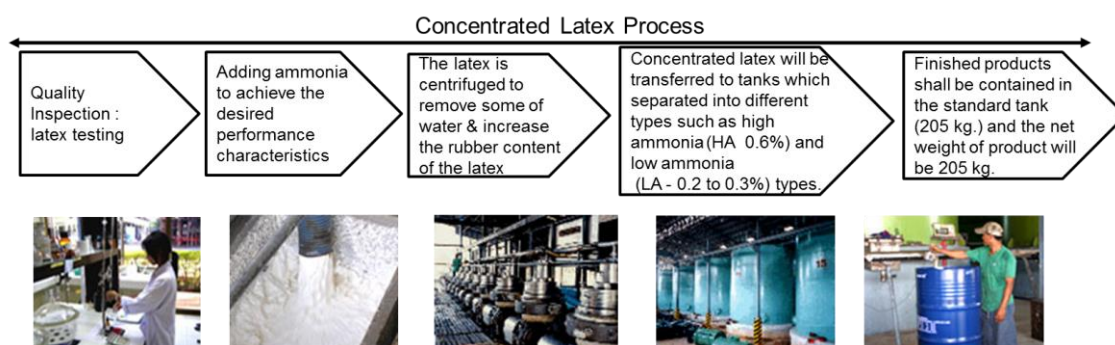 Concentrated Latex Process
Quality
Inspection :
latex testing
Adding ammonia
to achieve the
desired
performance
characteristics
The latex is
centrifuged to
remove some of
water & increase
the rubber content
of the latex
Concentrated latex will be
transferred to tanks which
separated into different
types such as high
ammonia (HA 0.6%) and
low ammonia
(LA - 0.2 to 0.3%) types.
Finished products
shall be contained in
the standard tank
(205 kg.) and the net
weight of product will
be 205 kg.